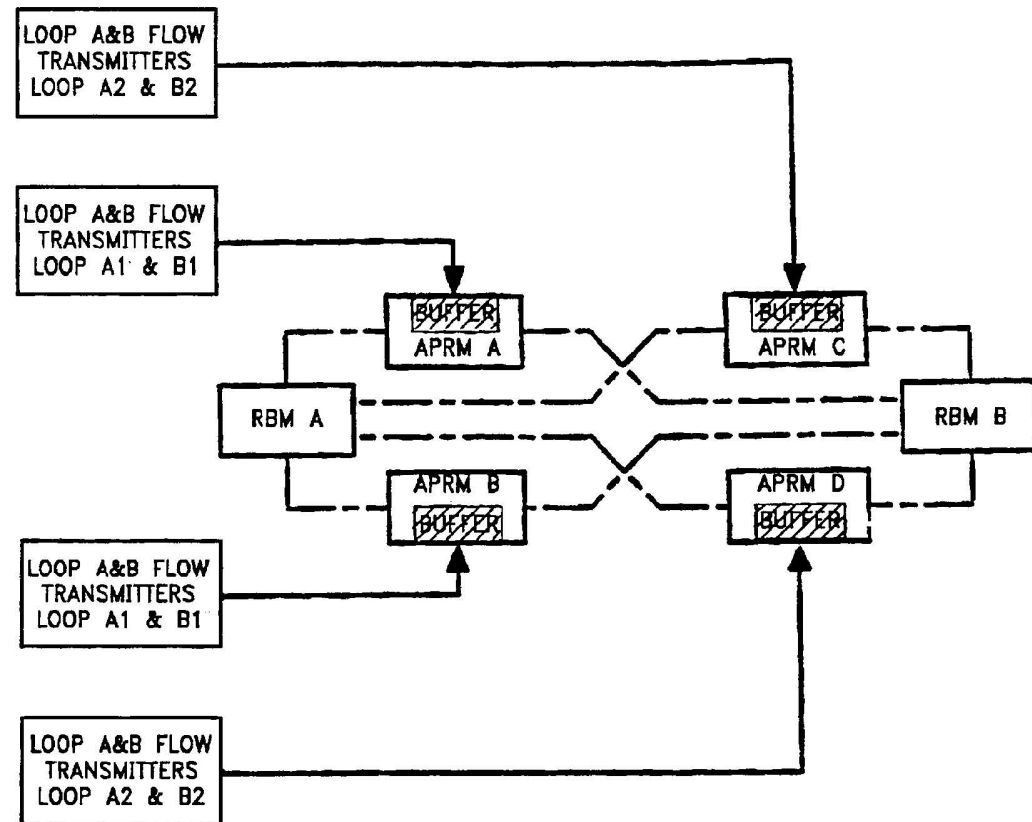 LOOP A&B FLOW
TRANSMITTERS
LOOP A2 & B2
LOOP A&B FLOW
TRANSMITTERS
LOOP A1 & B1
BUFFER
APRM A
BUFFER
APRM C
RBM A
RBM B
APRM B
BUFFER
APRM D
BUFFER
LOOP A&B FLOW
TRANSMITTERS
LOOP A1 & B1
LOOP A&B FLOW
TRANSMITTERS
LOOP A2 & B2